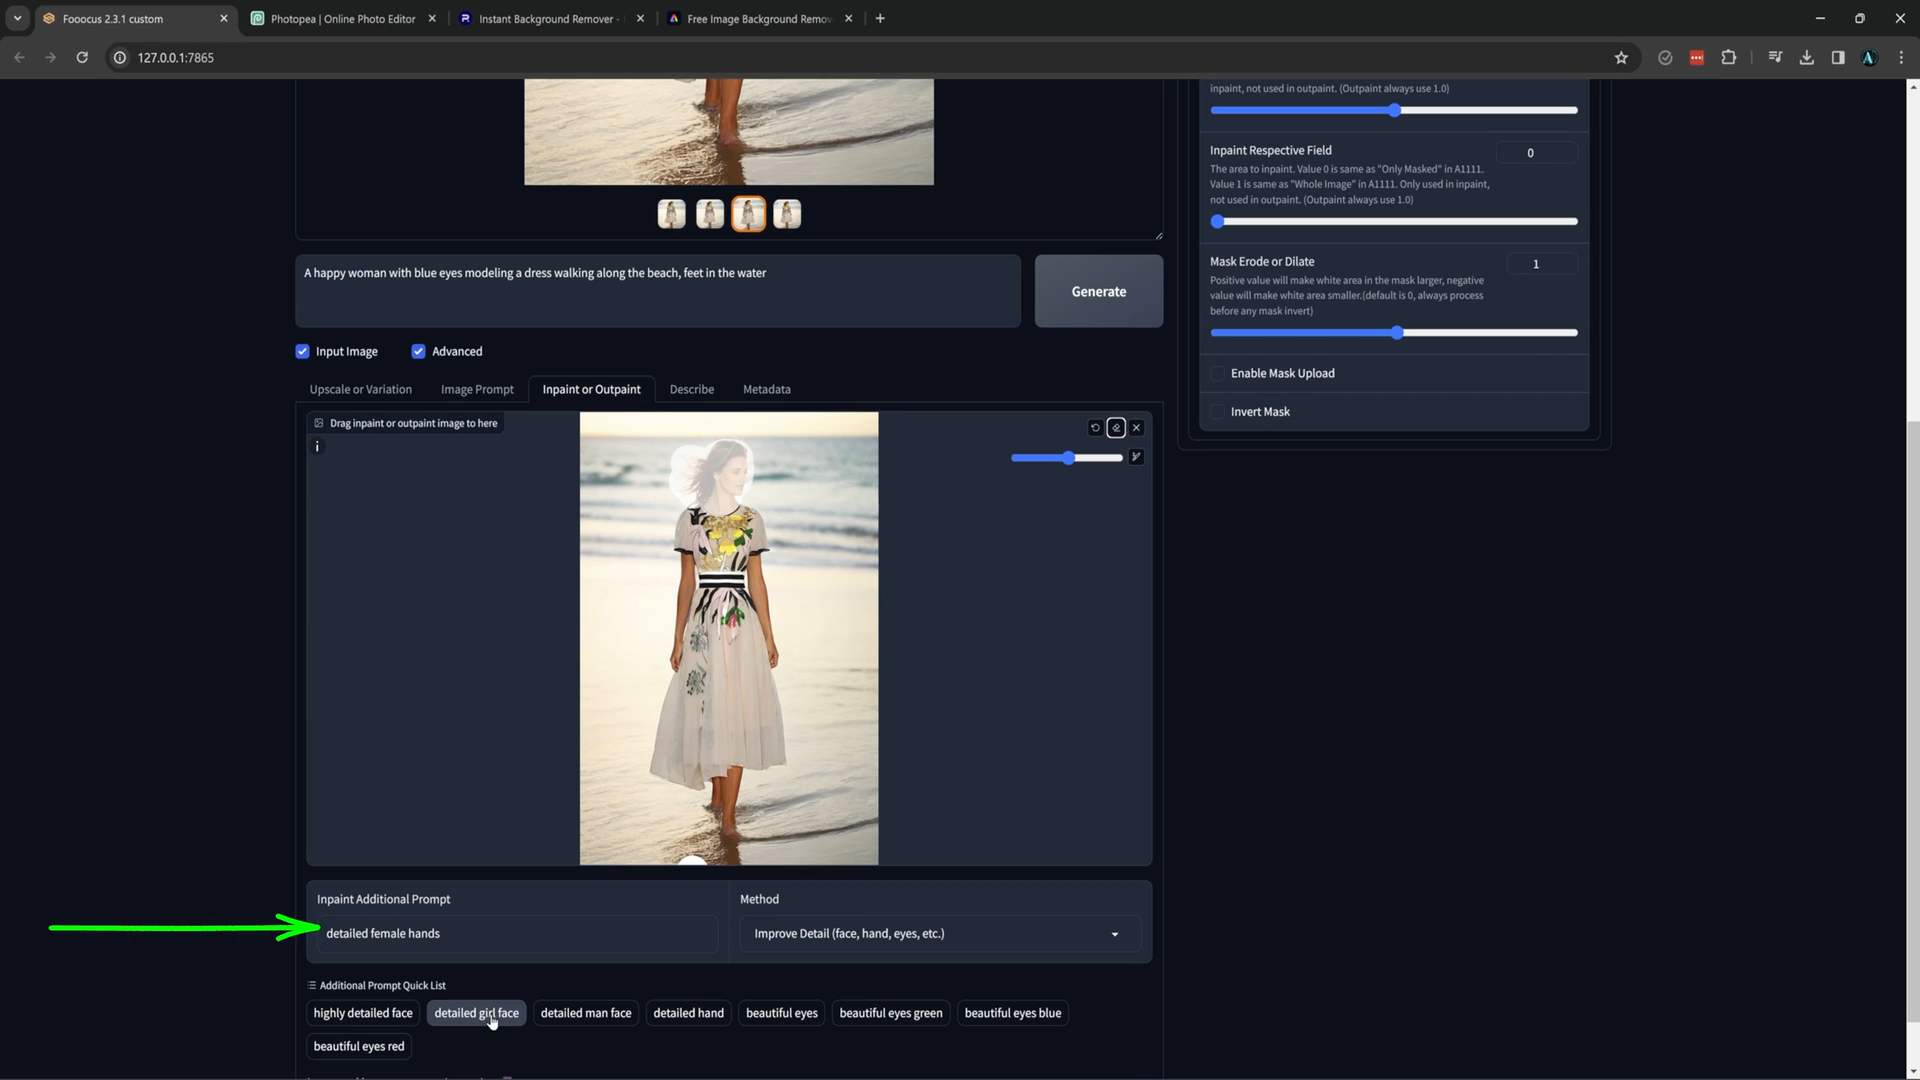 Fooocus 2.3.1 custom
Photopea | Online Photo Editor
Instant Background Remover -
Free Image Background Remov
127.0.0.1:7865
inpaint, not used in outpaint. (Outpaint always use 1.0)
Inpaint Respective Field
0
The area to inpaint. Value 0 is same as "Only Masked" in A1111.
Value 1 is same as "Whole Image" in A1111. Only used in inpaint,
not used in outpaint. (Outpaint always use 1.0)
Mask Erode or Dilate
1
Positive value will make white area in the mask larger, negative
value will make white area smaller.(default is 0, always process
before any mask invert)
Enable Mask Upload
Invert Mask
A happy woman with blue eyes modeling a dress walking along the beach, feet in the water
Generate
Input Image
Advanced
Upscale or Variation
Image Prompt
Inpaint or Outpaint
Describe
Metadata
Drag inpaint or outpaint image to here
Inpaint Additional Prompt
detailed female hands
Method
Improve Detail (face, hand, eyes, etc.)
Additional Prompt Quick List
highly detailed face
detailed girl face
detailed man face
detailed hand
beautiful eyes
beautiful eyes green
beautiful eyes blue
beautiful eyes red